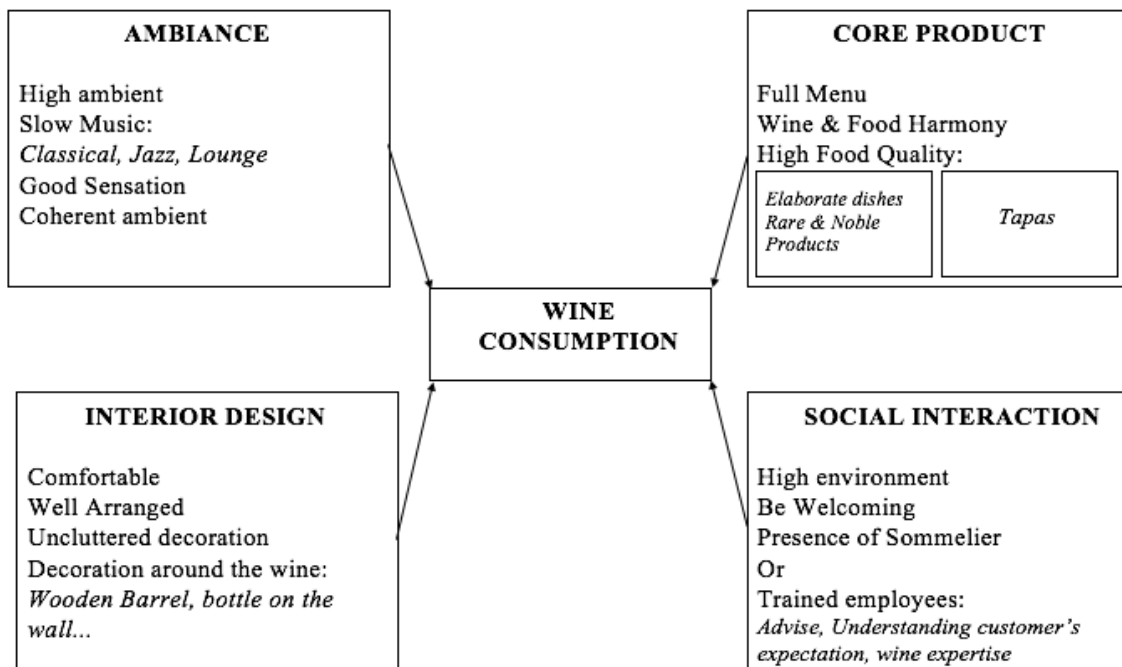 AMBIANCE
High ambient
Slow Music:
Classical, Jazz, Lounge
Good Sensation
Coherent ambient
CORE PRODUCT
Full Menu
Wine & Food Harmony
High Food Quality:
Elaborate dishes
Rare & Noble
Products
Tapas
WINE
CONSUMPTION
INTERIOR DESIGN
Comfortable
Well Arranged
Uncluttered decoration
Decoration around the wine:
Wooden Barrel, bottle on the
wall...
SOCIAL INTERACTION
High environment
Be Welcoming
Presence of Sommelier
Or
Trained employees:
Advise, Understanding customer's
expectation, wine expertise